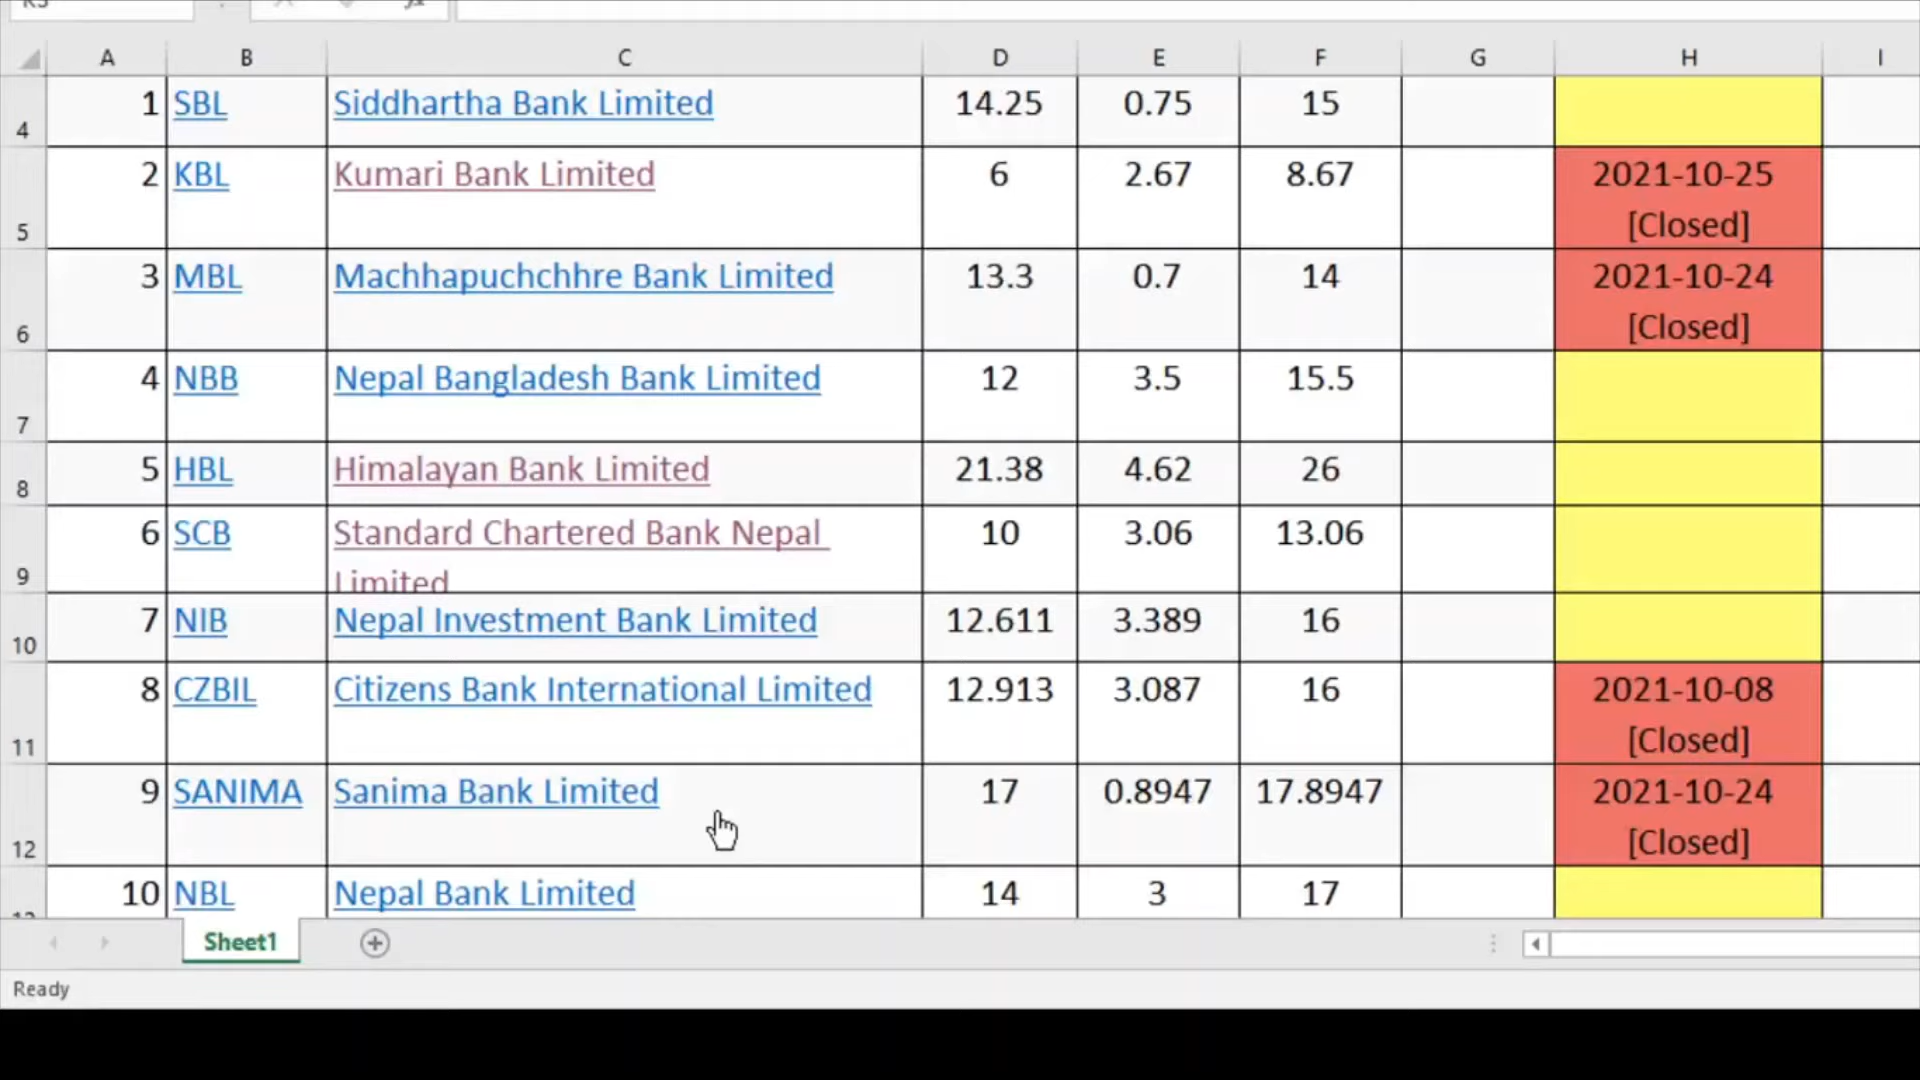 A B C D E F G H I
4 1 SBL Siddhartha Bank Limited 14.25 0.75 15
5 2 KBL Kumari Bank Limited 6 2.67 8.67 2021-10-25
[Closed]
6 3 MBL Machhapuchchhre Bank Limited 13.3 0.7 14 2021-10-24
[Closed]
7 4 NBB Nepal Bangladesh Bank Limited 12 3.5 15.5
8 5 HBL Himalayan Bank Limited 21.38 4.62 26
9 6 SCB Standard Chartered Bank Nepal 10 3.06 13.06
Limited
10 7 NIB Nepal Investment Bank Limited 12.611 3.389 16
11 8 CZBIL Citizens Bank International Limited 12.913 3.087 16 2021-10-08
[Closed]
12 9 SANIMA Sanima Bank Limited 17 0.8947 17.8947 2021-10-24
[Closed]
10 NBL Nepal Bank Limited 14 3 17
Sheet1
Ready